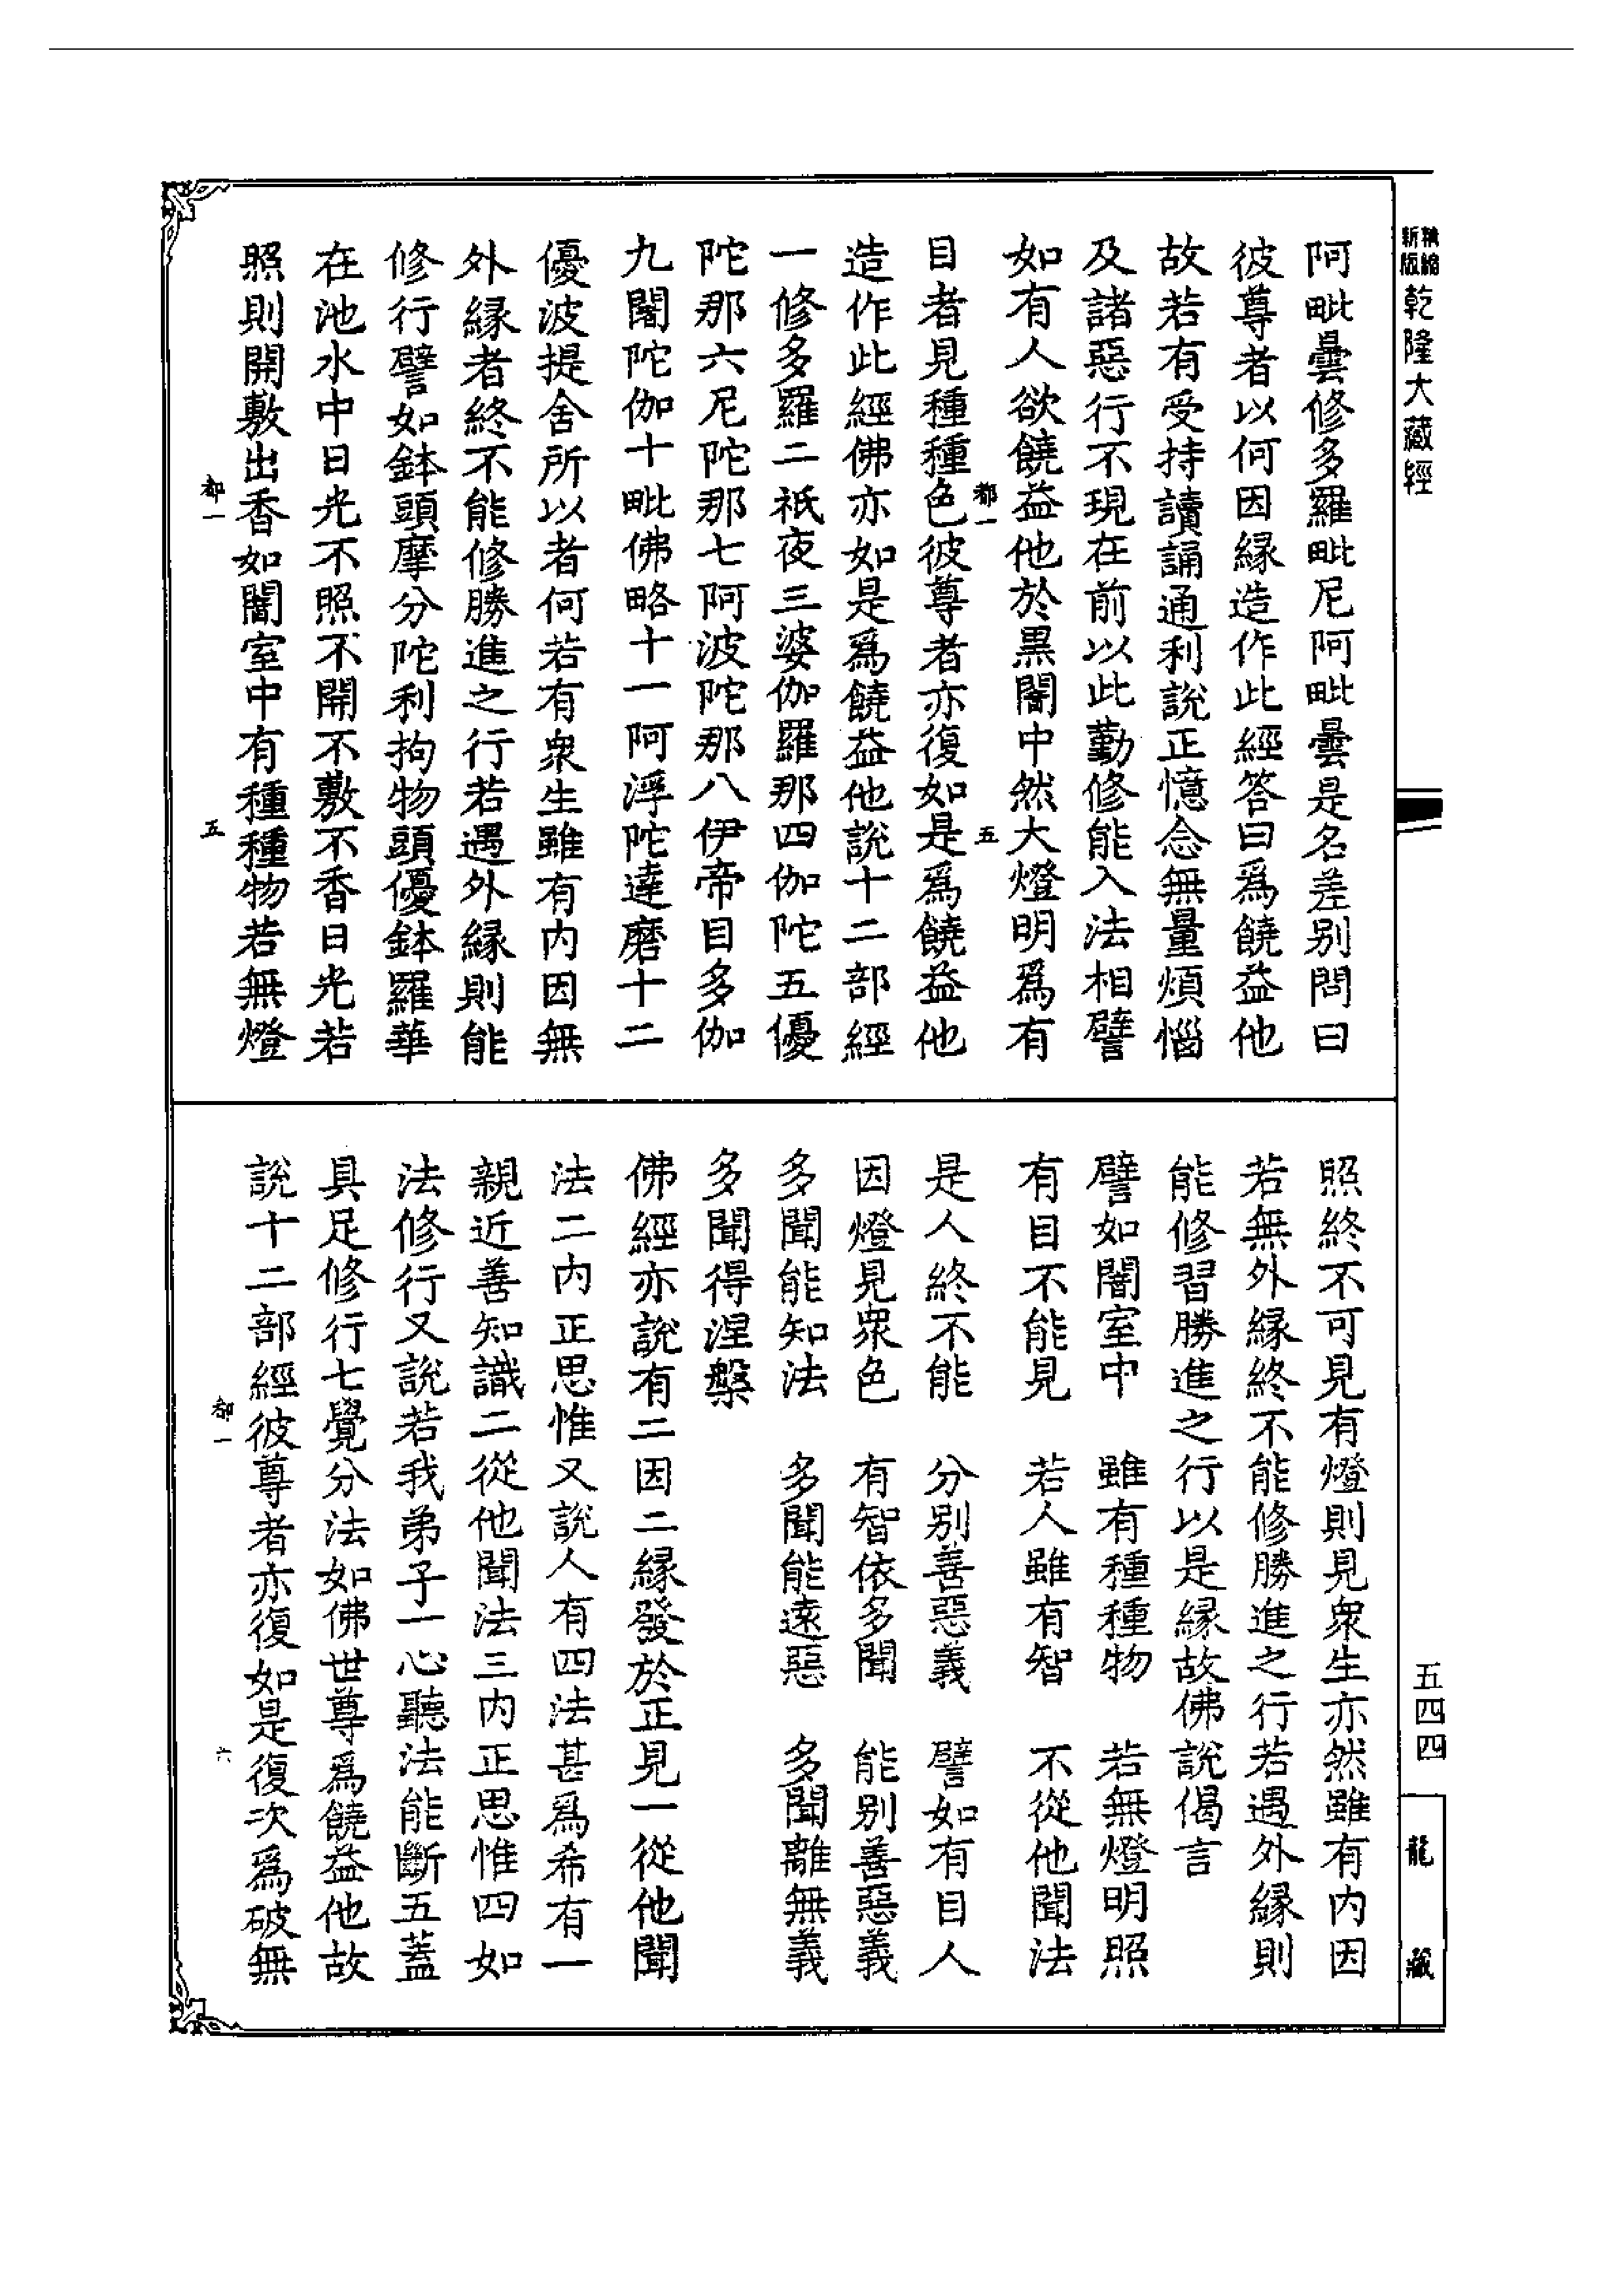 新版 精縮
乾隆大藏經
五四四
龍藏
阿毗曇修多羅毗尼阿毗曇是名差别問曰
彼尊者以何因緣造作此經答曰爲饒益他
故若有受持讀誦通利說正憶念無量煩惱
及諸惡行不現在前以此勤修能入法相譬
如有人欲饒益他於黑闇中然大燈明爲有
都一
五
目者見種種色彼尊者亦復如是爲饒益他
造作此經佛亦如是爲饒益他說十二部經
一修多羅二祇夜三婆伽羅那四伽陀五優
陀那六尼陀那七阿波陀那八伊帝目多伽
九闍陀伽十毗佛略十一阿浮陀達磨十二
優波提舍所以者何若有衆生雖有内因無
外緣者終不能修勝進之行若遇外緣則能
修行譬如鉢頭摩分陀利拘物頭優鉢羅華
在池水中日光不照不開不敷不香日光若
照則開敷出香如闇室中有種種物若無燈
都一
五
照終不可見有燈則見衆生亦然雖有内因
若無外緣終不能修勝進之行若遇外緣則
能修習勝進之行以是緣故佛說偈言
譬如闇室中 雖有種種物 若無燈明照
有目不能見 若人雖有智 不從他聞法
是人終不能 分别善惡義 譬如有目人
因燈見衆色 有智依多聞 能别善惡義
多聞能知法 多聞能遠惡 多聞離無義
多聞得涅槃
佛經亦說有二因二緣發於正見一從他聞
法二内正思惟又說人有四法甚爲希有一
親近善知識二從他聞法三内正思惟四如
法修行又說若我弟子一心聽法能斷五蓋
具足修行七覺分法如佛世尊爲饒益他故
說十二部經彼尊者亦復如是復次爲破無
都一
六